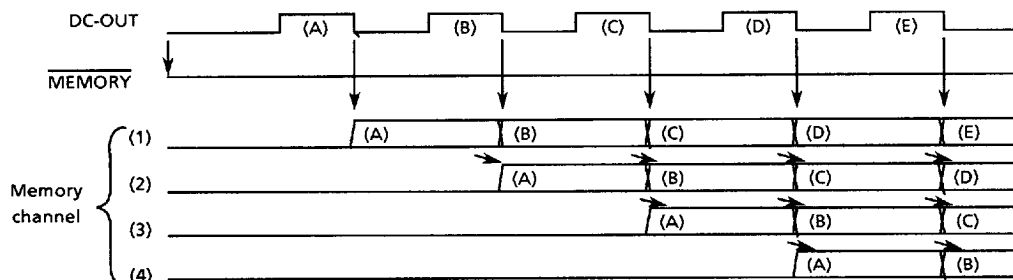 DC-OUT (A) (B) (C) (D) (E)
MEMORY
(1) (A) (B) (C) (D) (E)
(2) (A) (B) (C) (D)
Memory
channel
(3) (A) (B) (C)
(4) (A) (B)